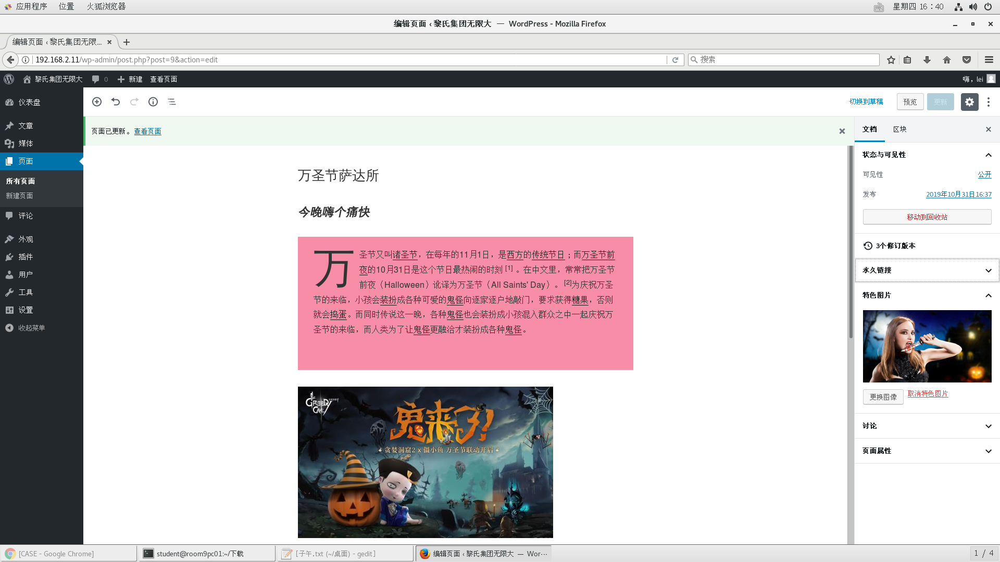 应用程序 位置 火狐浏览器 星期四 16：40
编辑页面 ‹ 黎氏集团无限大 — WordPress - Mozilla Firefox
编辑页面 ‹ 黎氏集团无限...
192.168.2.11/wp-admin/post.php?post=9&action=edit 搜索
黎氏集团无限大 0 新建 查看页面 嗨，lei
仪表盘
文章
媒体
页面
所有页面
新建页面
评论
外观
插件
用户
工具
设置
收起菜单
切换到草稿 预览 更新
页面已更新。查看页面
万圣节萨达所
今晚嗨个痛快
万圣节又叫诸圣节，在每年的11月1日，是西方的传统节日；而万圣节前
夜的10月31日是这个节日最热闹的时刻 [1] 。在中文里，常常把万圣节
前夜（Halloween）讹译为万圣节（All Saints' Day）。 [2]为庆祝万圣
节的来临，小孩会装扮成各种可爱的鬼怪向逐家逐户地敲门，要求获得糖果，否则
就会捣蛋。而同时传说这一晚，各种鬼怪也会装扮成小孩混入群众之中一起庆祝万
圣节的来临，而人类为了让鬼怪更融洽才装扮成各种鬼怪。
THE GREEDY CAVE
鬼来了!
贪婪洞窟2 x 僵小鱼 万圣节联动开启
文档 区块
状态与可见性
可见性 公开
发布 2019年10月31日16:37
移动到回收站
3个修订版本
永久链接
特色图片
更换图像 取消特色图片
讨论
页面属性
[CASE - Google Chrome] student@room9pc01:~/下载 [子午.txt (~/桌面) - gedit] 编辑页面 ‹ 黎氏集团无限大 — Wor… 1 / 4